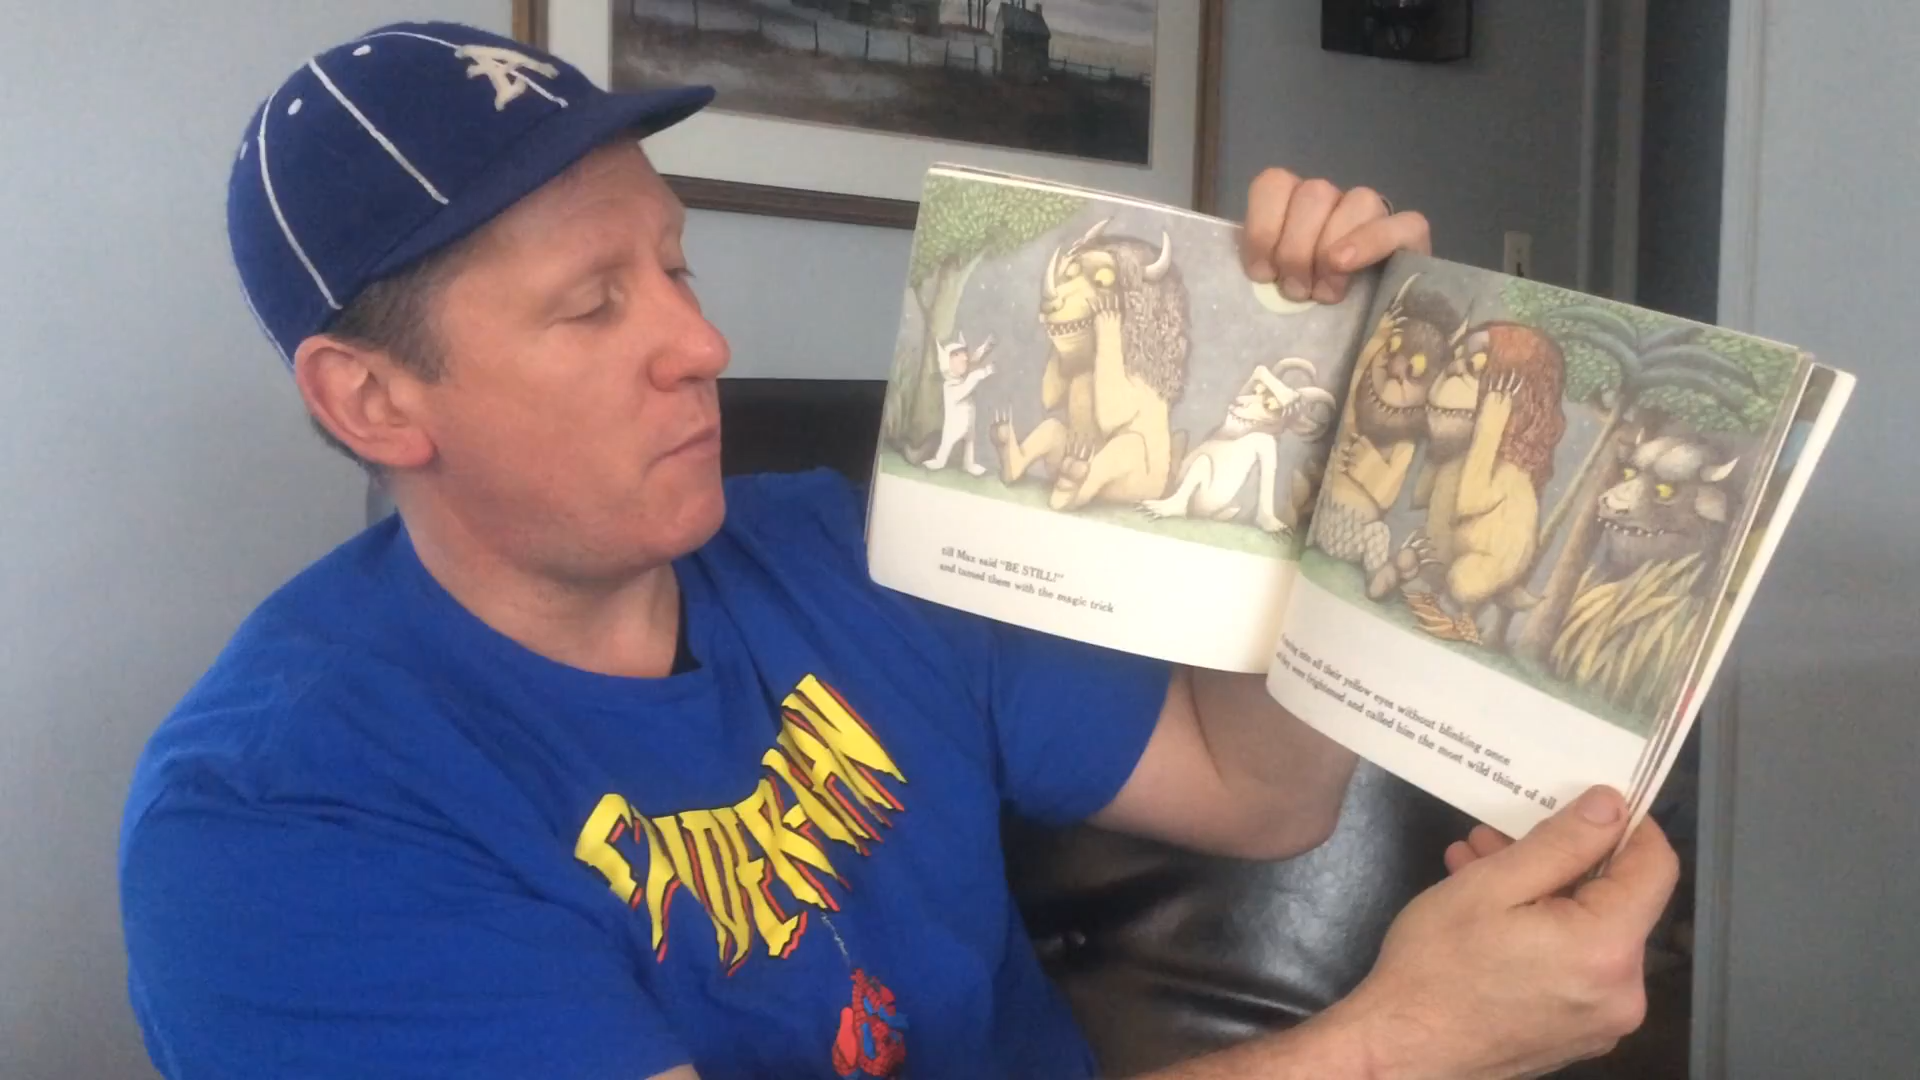 A
SPIDER-MAN
till Max said "BE STILL!"
and tamed them with the magic trick
staring into all their yellow eyes without blinking once
and they were frightened and called him the most wild thing of all